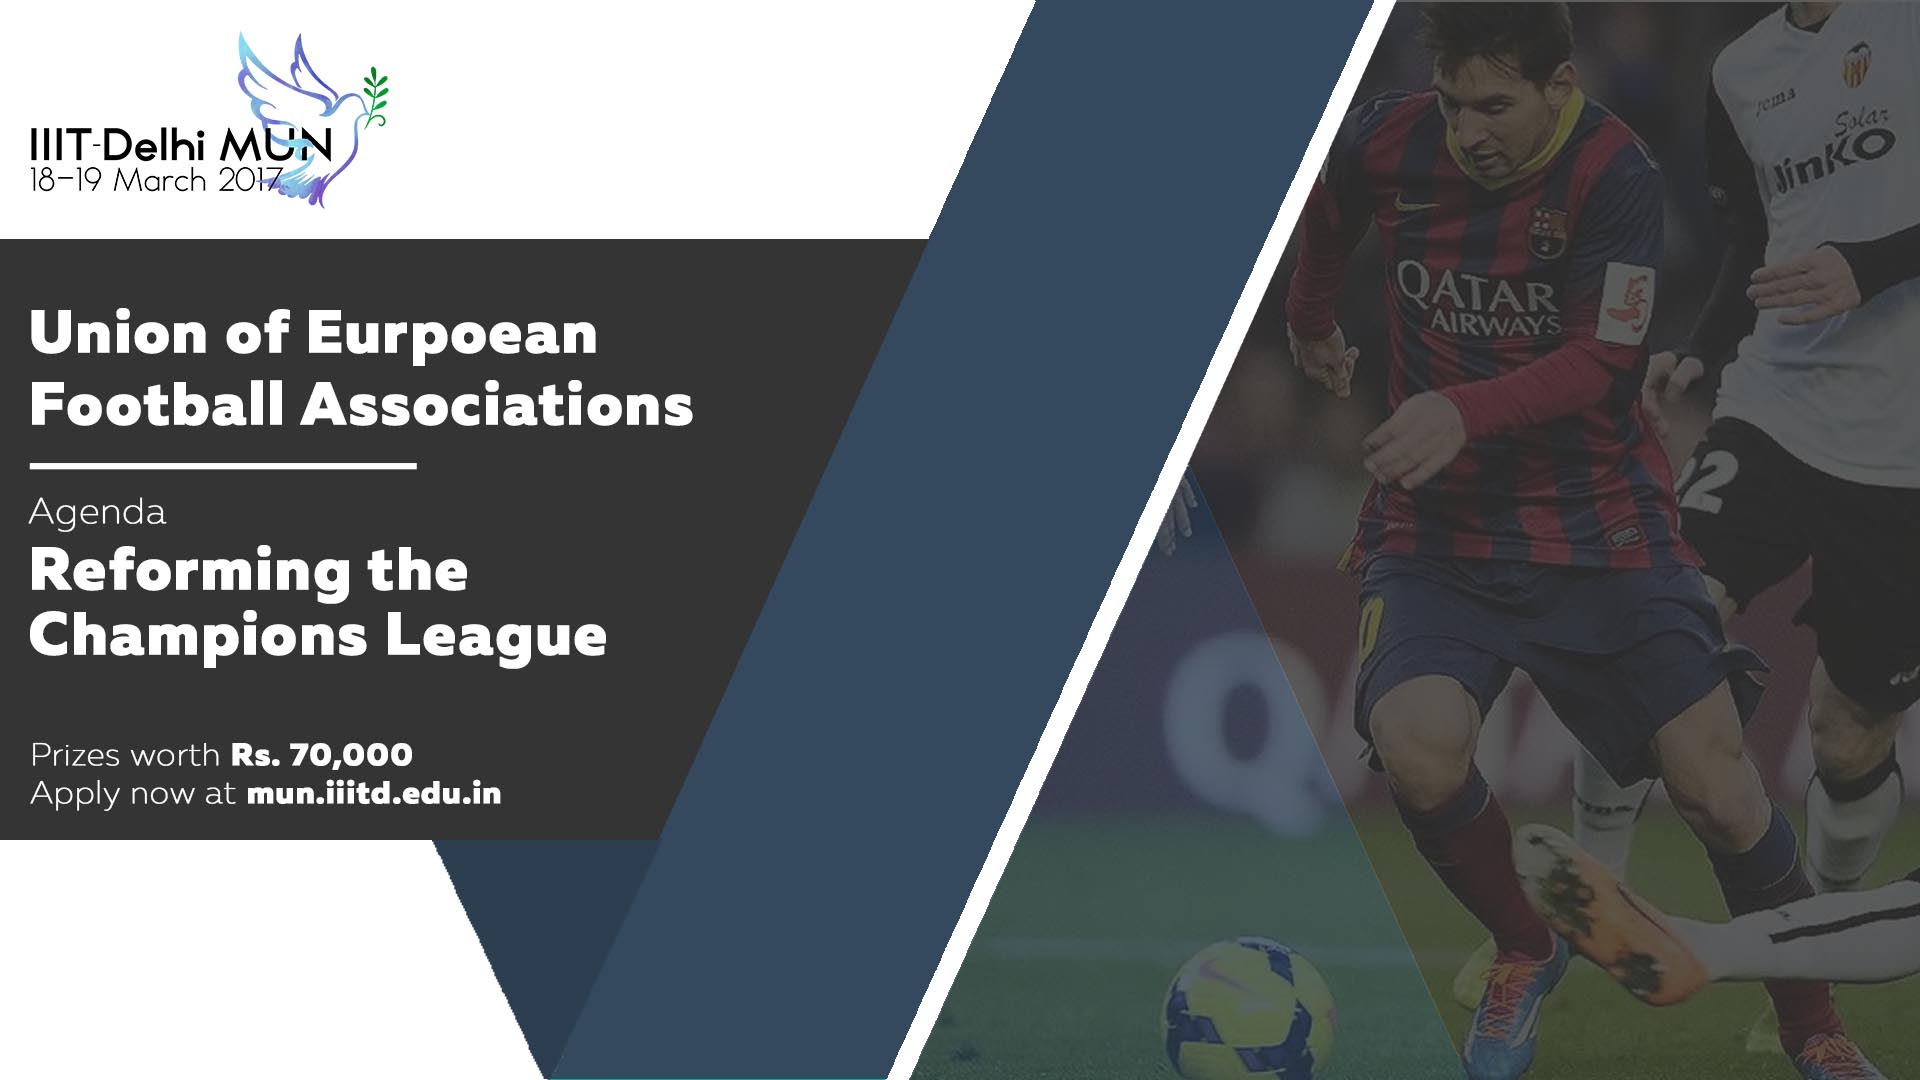 IIIT-Delhi MUN
18-19 March 2017
Union of Eurpoean
Football Associations
Agenda
Reforming the
Champions League
Prizes worth Rs. 70,000
Apply now at mun.iiitd.edu.in
QATAR
AIRWAYS
Joma
Solar
JinKO
2
Q